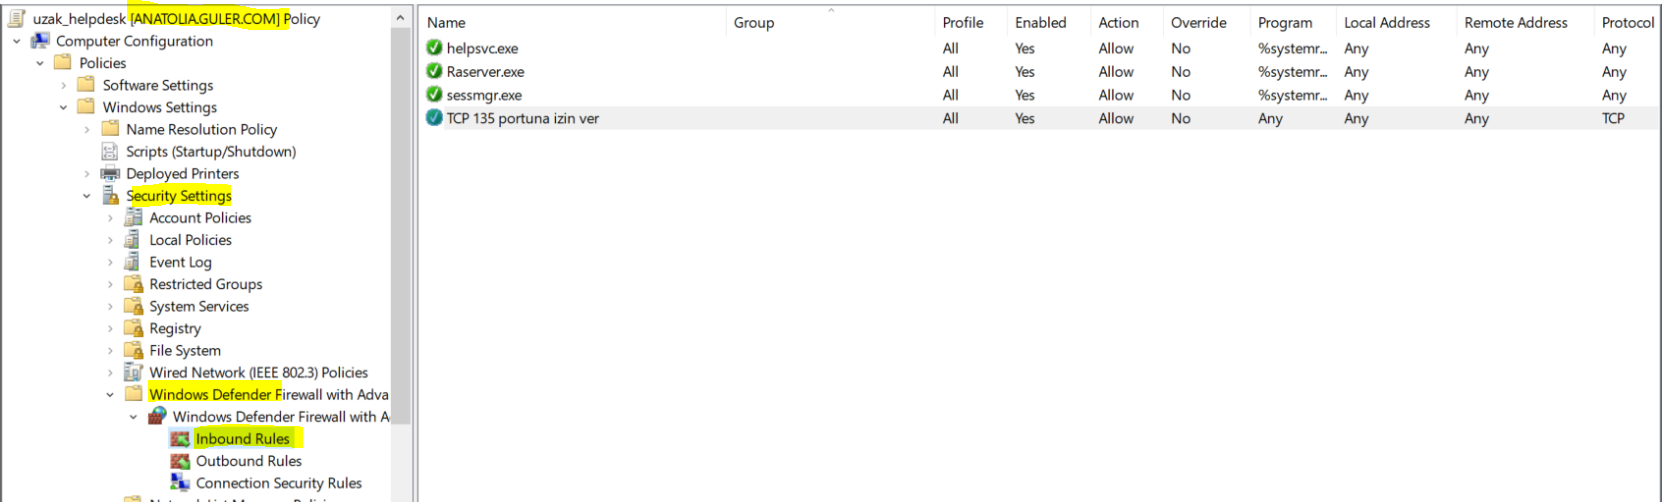 uzak_helpdesk [ANATOLIA.GULER.COM] Policy
Computer Configuration
Policies
Software Settings
Windows Settings
Name Resolution Policy
Scripts (Startup/Shutdown)
Deployed Printers
Security Settings
Account Policies
Local Policies
Event Log
Restricted Groups
System Services
Registry
File System
Wired Network (IEEE 802.3) Policies
Windows Defender Firewall with Adva
Windows Defender Firewall with A
Inbound Rules
Outbound Rules
Connection Security Rules
Name Group Profile Enabled Action Override Program Local Address Remote Address Protocol
helpsvc.exe All Yes Allow No %systemr... Any Any Any
Raserver.exe All Yes Allow No %systemr... Any Any Any
sessmgr.exe All Yes Allow No %systemr... Any Any Any
TCP 135 portuna izin ver All Yes Allow No Any Any Any TCP